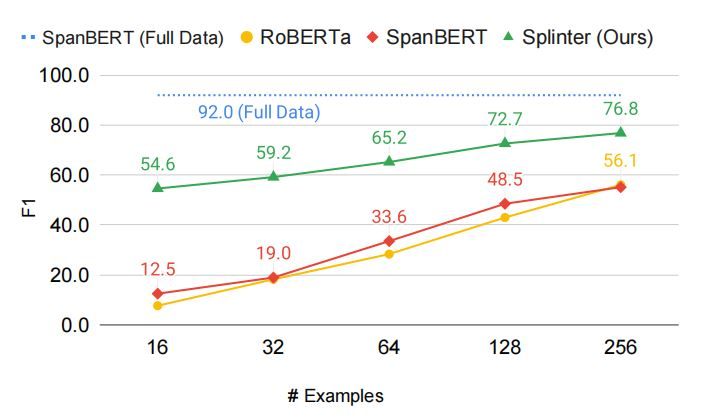 SpanBERT (Full Data) RoBERTa SpanBERT Splinter (Ours)
100.0
92.0 (Full Data)
80.0
60.0
40.0
20.0
0.0
F1
54.6 59.2 65.2 72.7 76.8
12.5 19.0 33.6 48.5 56.1
16 32 64 128 256
# Examples